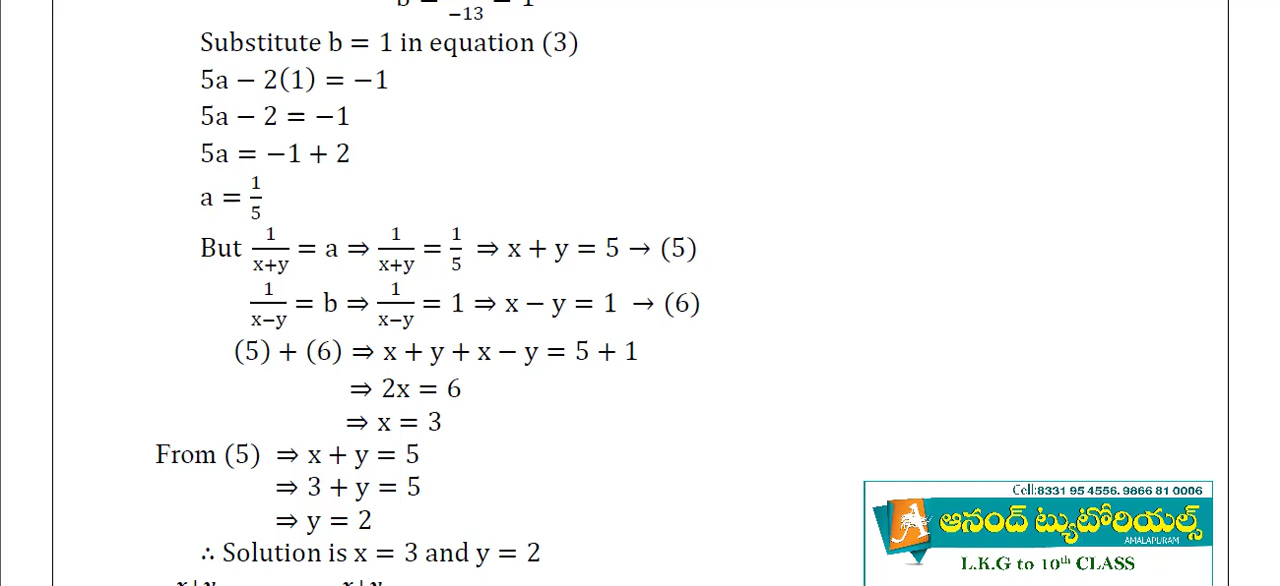 b = 
-13
 = 1
Substitute b = 1 in equation (3)
5a − 2(1) = −1
5a − 2 = −1
5a = −1 + 2
a = 1/5
But 1/(x+y) = a ⇒ 1/(x+y) = 1/5 ⇒ x + y = 5 → (5)
1/(x−y) = b ⇒ 1/(x−y) = 1 ⇒ x − y = 1 → (6)
(5) + (6) ⇒ x + y + x − y = 5 + 1
⇒ 2x = 6
⇒ x = 3
From (5) ⇒ x + y = 5
⇒ 3 + y = 5
⇒ y = 2
∴ Solution is x = 3 and y = 2
x+y x+y
Cell:8331 95 4556. 9866 81 0006
ఆనంద్ ట్యుటోరియల్స్
AMALAPURAM
L.K.G to 10th CLASS